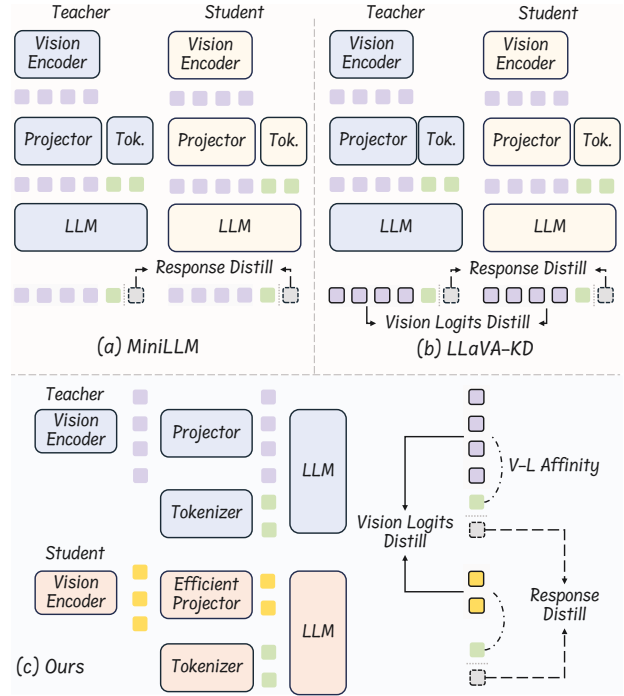 Teacher
Student
Vision
Encoder
Vision
Encoder
Projector
Tok.
Projector
Tok.
LLM
LLM
Response Distill
(a) MiniLLM
Teacher
Student
Vision
Encoder
Vision
Encoder
Projector
Tok.
Projector
Tok.
LLM
LLM
Response Distill
Vision Logits Distill
(b) LLaVA-KD
Teacher
Vision
Encoder
Projector
Tokenizer
LLM
Student
Vision
Encoder
Efficient
Projector
Tokenizer
LLM
V-L Affinity
Vision Logits
Distill
Response
Distill
(c) Ours